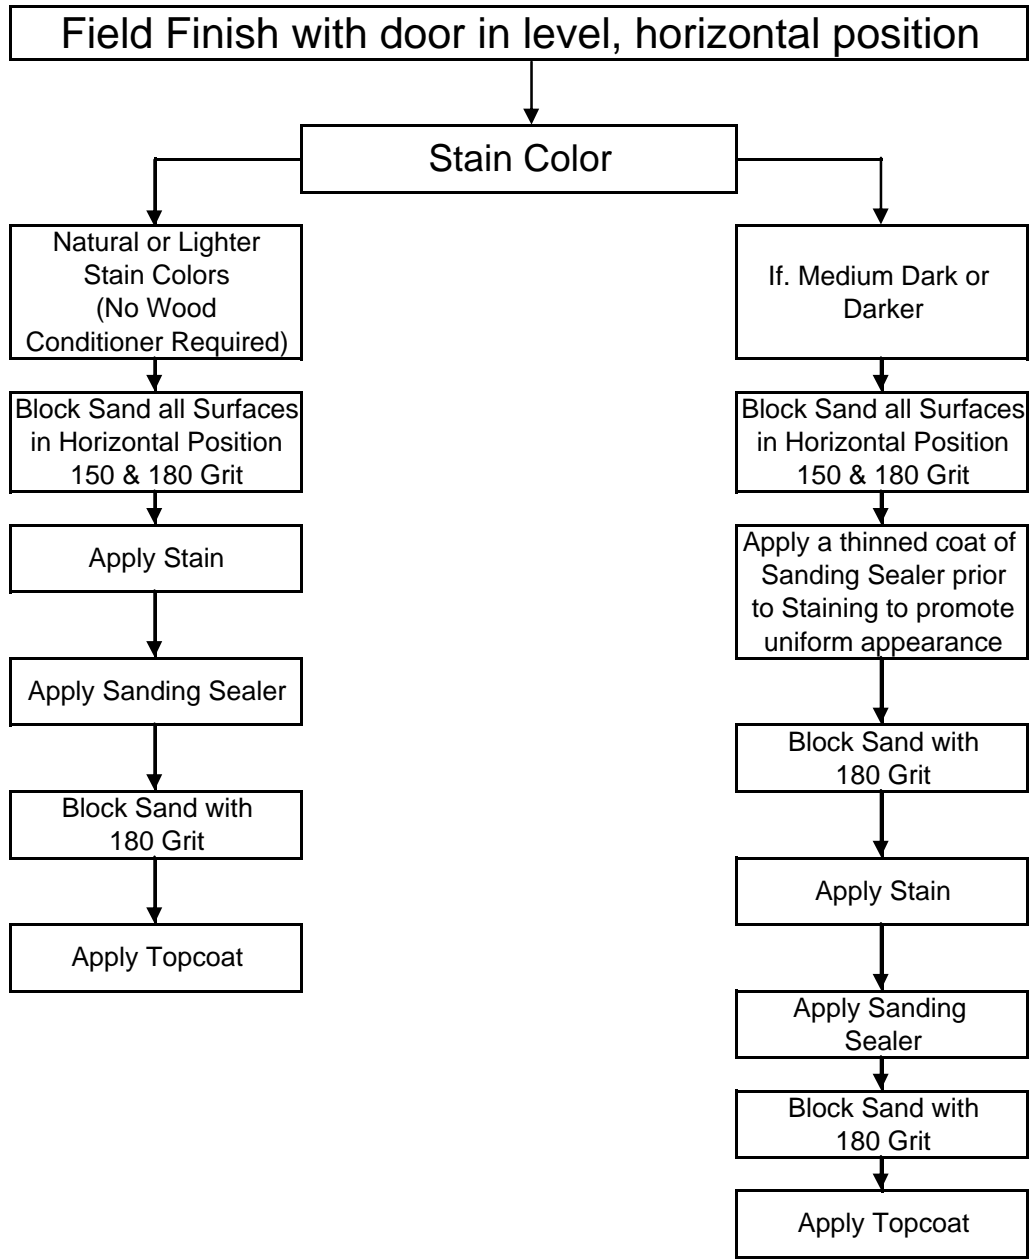 Field Finish with door in level, horizontal position
Stain Color
Natural or Lighter
Stain Colors
(No Wood
Conditioner Required)
Block Sand all Surfaces
in Horizontal Position
150 & 180 Grit
Apply Stain
Apply Sanding Sealer
Block Sand with
180 Grit
Apply Topcoat
If. Medium Dark or
Darker
Block Sand all Surfaces
in Horizontal Position
150 & 180 Grit
Apply a thinned coat of
Sanding Sealer prior
to Staining to promote
uniform appearance
Block Sand with
180 Grit
Apply Stain
Apply Sanding
Sealer
Block Sand with
180 Grit
Apply Topcoat